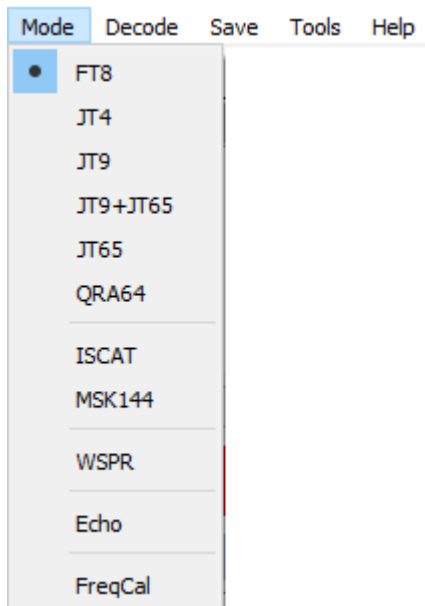 Mode Decode Save Tools Help
FT8
JT4
JT9
JT9+JT65
JT65
QRA64
ISCAT
MSK144
WSPR
Echo
FreqCal